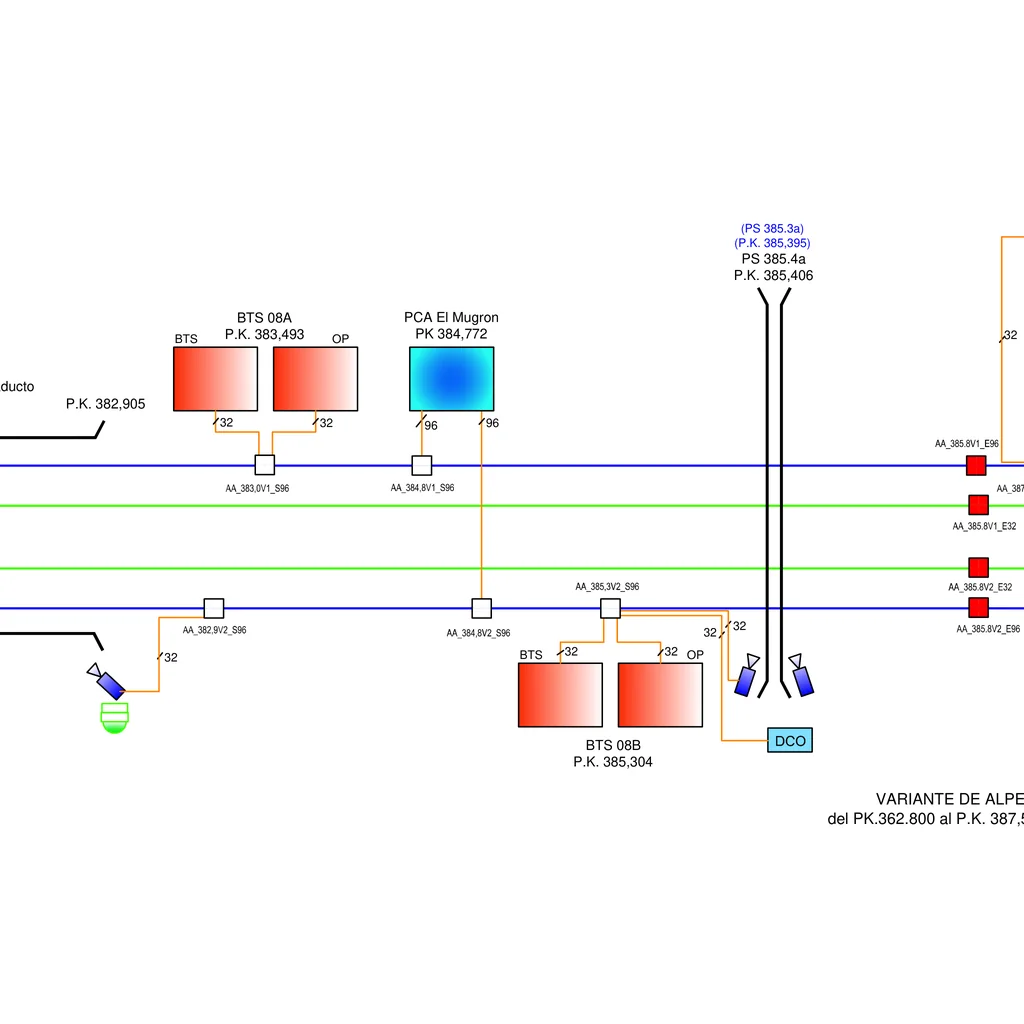 (PS 385.3a)
(P.K. 385,395)
PS 385.4a
P.K. 385,406
BTS 08A
P.K. 383,493
BTS
OP
PCA El Mugron
PK 384,772
32
ducto
P.K. 382,905
32
32
96
96
AA_385.8V1_E96
AA_383,0V1_S96
AA_384,8V1_S96
AA_387
AA_385.8V1_E32
AA_385,3V2_S96
AA_385.8V2_E32
AA_382,9V2_S96
AA_384,8V2_S96
AA_385.8V2_E96
32
32
32
BTS
32
32
OP
BTS 08B
P.K. 385,304
DCO
VARIANTE DE ALPE
del PK.362.800 al P.K. 387,5